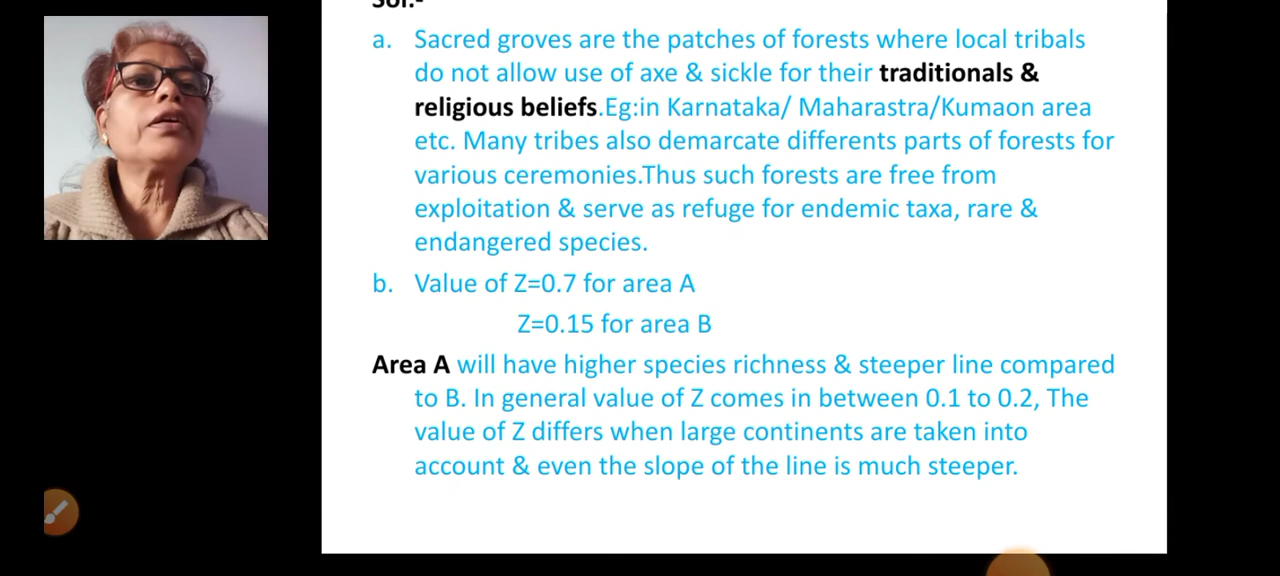 Sol:-
a. Sacred groves are the patches of forests where local tribals
do not allow use of axe & sickle for their traditionals &
religious beliefs.Eg:in Karnataka/ Maharastra/Kumaon area
etc. Many tribes also demarcate differents parts of forests for
various ceremonies.Thus such forests are free from
exploitation & serve as refuge for endemic taxa, rare &
endangered species.
b. Value of Z=0.7 for area A
Z=0.15 for area B
Area A will have higher species richness & steeper line compared
to B. In general value of Z comes in between 0.1 to 0.2, The
value of Z differs when large continents are taken into
account & even the slope of the line is much steeper.